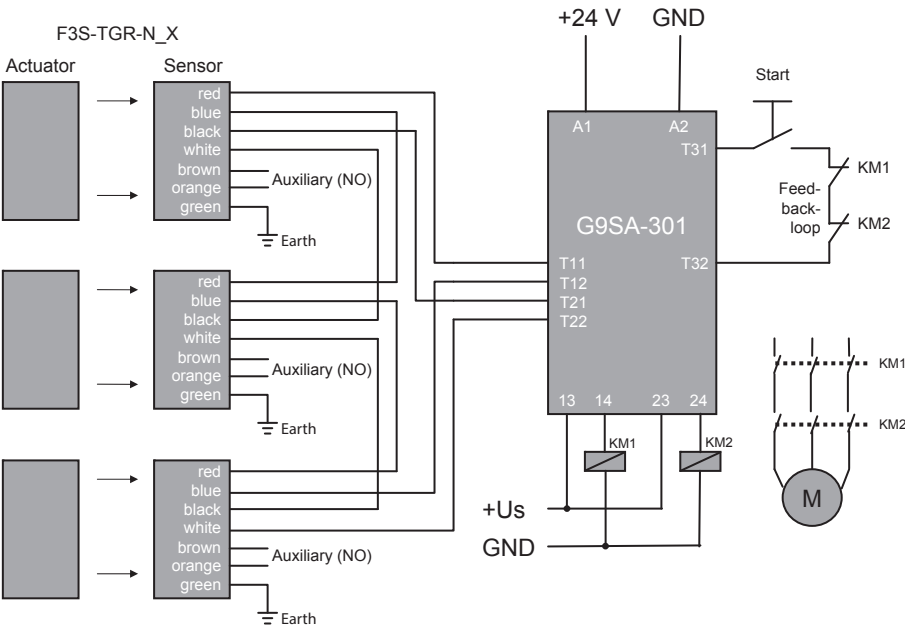 +24 V GND
F3S-TGR-N_X
Actuator Sensor
Start
red
blue
black
white
brown
orange
green
Auxiliary (NO)
Earth
A1 A2
T31
KM1
Feed-
back-
loop
KM2
G9SA-301
T11 T32
T12
T21
T22
red
blue
black
white
brown
orange
green
Auxiliary (NO)
Earth
KM1
13 14 23 24
KM2
KM1 KM2
red
blue
black
white
brown
orange
green
Auxiliary (NO)
Earth
+Us
GND
M